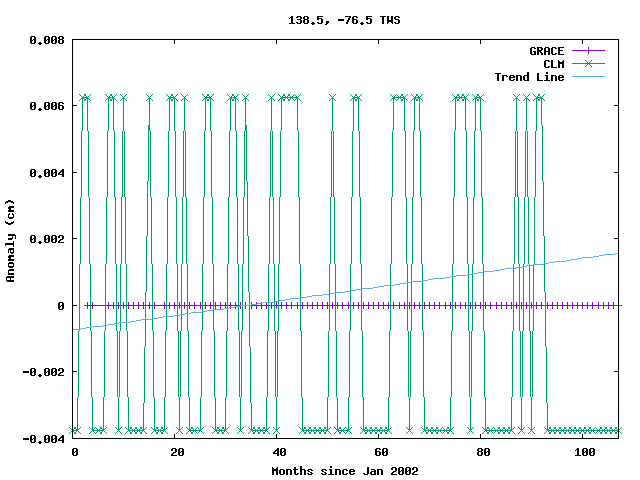 138.5, -76.5 TWS
GRACE
CLM
Trend Line
0.008
0.006
0.004
0.002
0
-0.002
-0.004
Anomaly (cm)
0 20 40 60 80 100
Months since Jan 2002